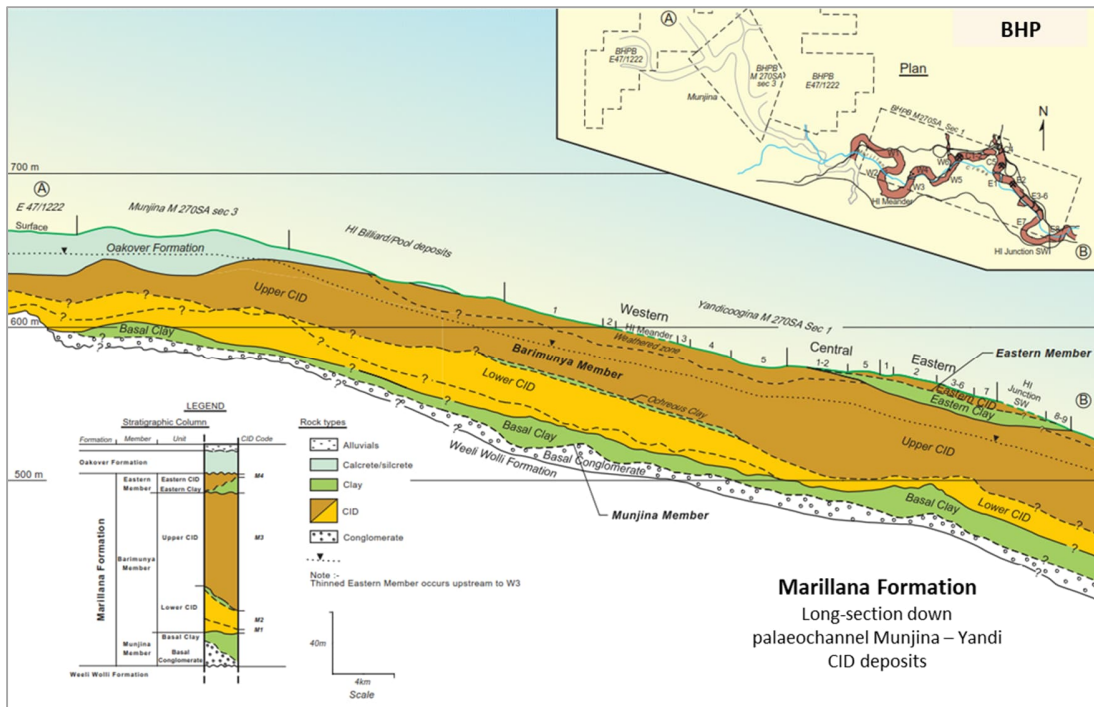 BHP
Plan
A
BHPB
E47/1222
BHPB
M 270SA
sec 3
BHPB
E47/1222
Munjina
BHPB M270SA Sec 1
N
W1
W2
W3
W4
W5
W6
C5
E1
E2
E3-6
E7
E8
HI Meander
HI Junction SW
B
700 m
A
E 47/1222
Munjina M 270SA sec 3
HI Billiard/Pool deposits
Surface
Oakover Formation
Upper CID
600 m
Basal Clay
Western
Yandicoogina M 270SA Sec 1
1
2
HI Meander
3
4
5
Weathered zone
Central
1-2
5
Eastern
1
2
3-6
7
HI
Junction
SW
8-9
Eastern Member
Eastern CID
Eastern Clay
B
Barimunya Member
Lower CID
Ochreous Clay
Upper CID
Basal Clay
Basal Conglomerate
Weeli Wolli Formation
500 m
Munjina Member
Basal Clay
Lower CID
LEGEND
Stratigraphic Column
Formation Member Unit CID Code
Oakover Formation
Marillana Formation
Eastern
Member
Eastern CID
Eastern Clay
M4
Upper CID
M3
Barimunya
Member
Lower CID
M2
M1
Munjina
Member
Basal Clay
Basal
Conglomerate
Weeli Wolli Formation
Rock types
Alluvials
Calcrete/silcrete
Clay
CID
Conglomerate
Note :-
Thinned Eastern Member occurs upstream to W3
40m
4km
Scale
Marillana Formation
Long-section down
palaeochannel Munjina – Yandi
CID deposits